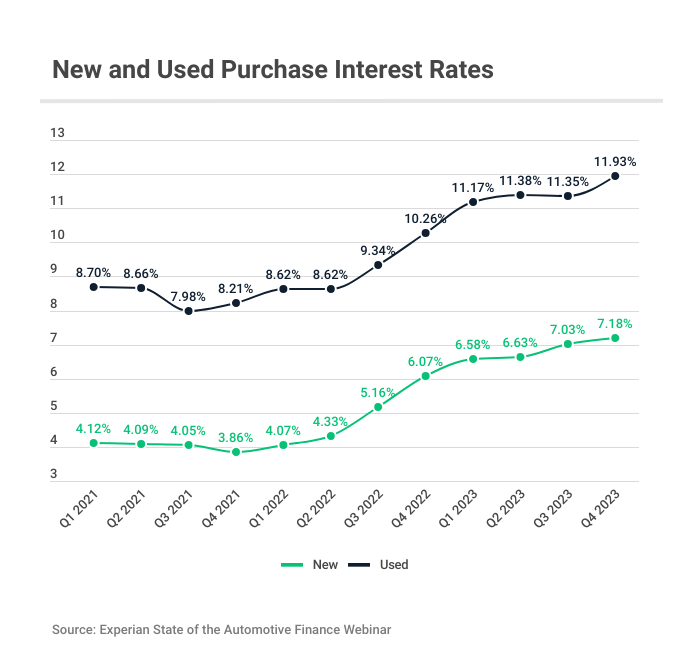 New and Used Purchase Interest Rates
13
12
11
10
9
8
7
6
5
4
3
8.70% 8.66% 7.98% 8.21% 8.62% 8.62% 9.34% 10.26% 11.17% 11.38% 11.35% 11.93%
4.12% 4.09% 4.05% 3.86% 4.07% 4.33% 5.16% 6.07% 6.58% 6.63% 7.03% 7.18%
Q1 2021 Q2 2021 Q3 2021 Q4 2021 Q1 2022 Q2 2022 Q3 2022 Q4 2022 Q1 2023 Q2 2023 Q3 2023 Q4 2023
New Used
Source: Experian State of the Automotive Finance Webinar